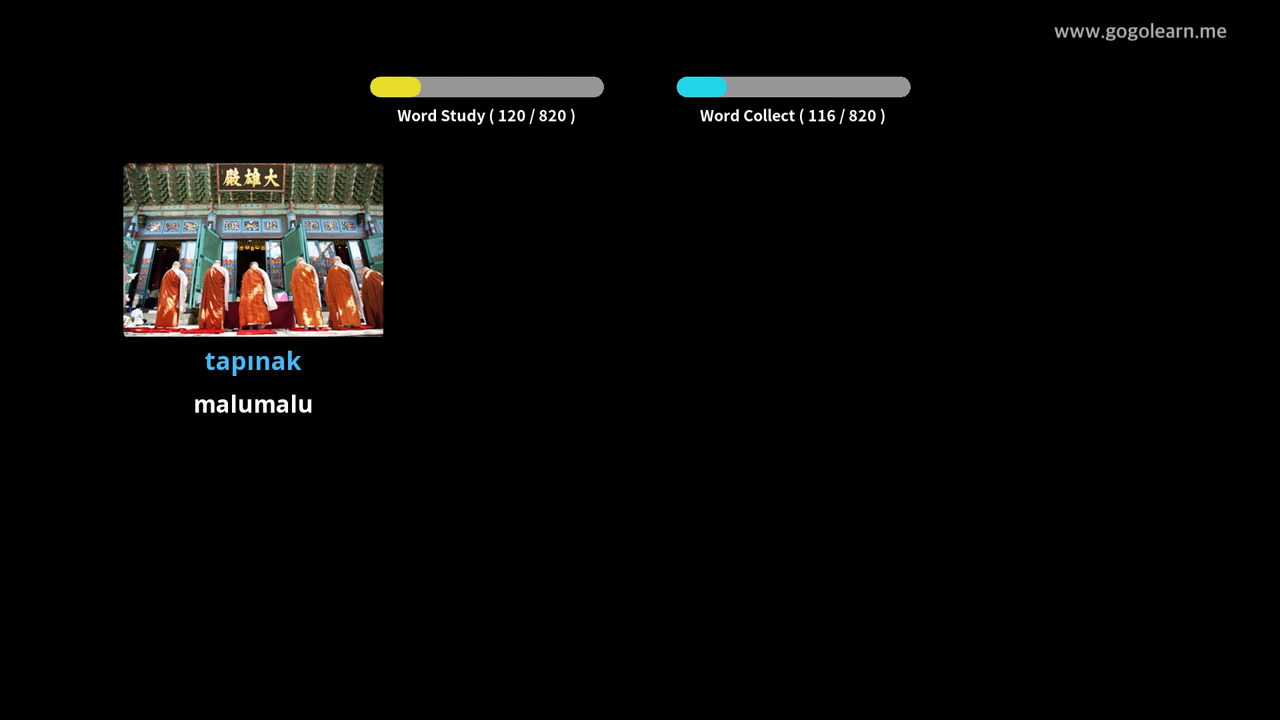 www.gogolearn.me
Word Study ( 120 / 820 )
Word Collect ( 116 / 820 )
殿雄大
tapınak
malumalu